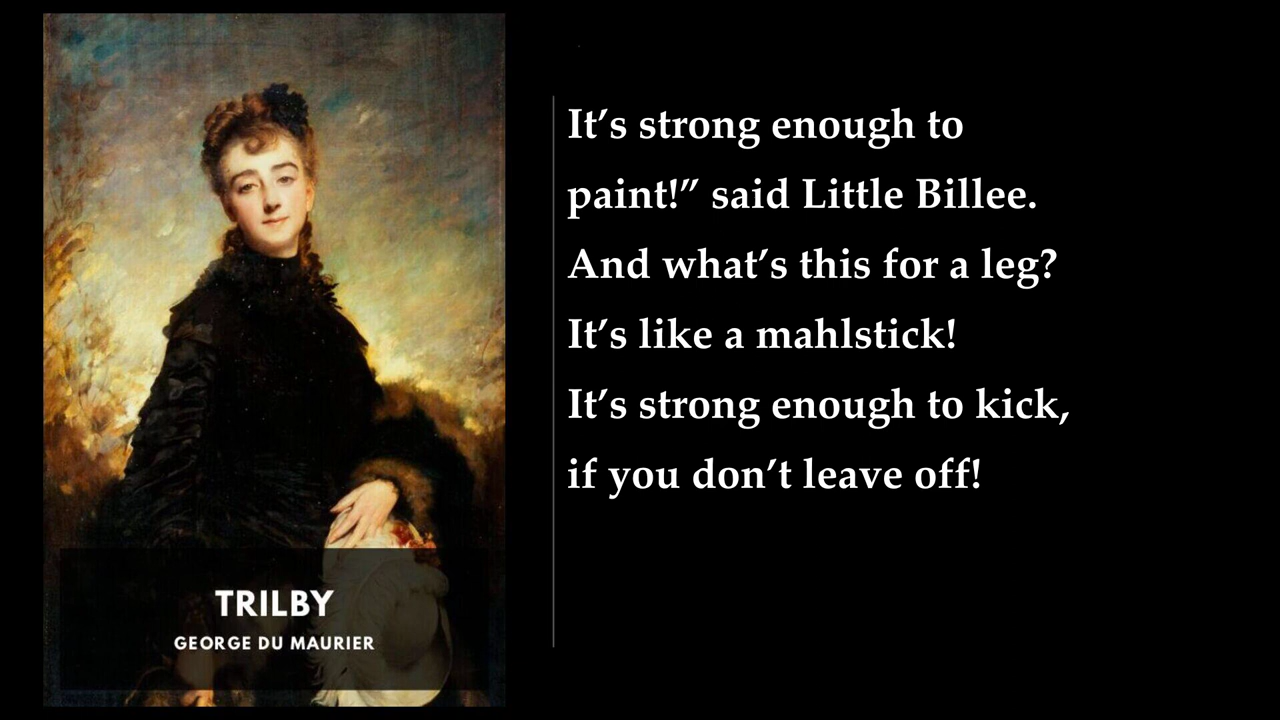 It’s strong enough to
paint!” said Little Billee.
And what’s this for a leg?
It’s like a mahlstick!
It’s strong enough to kick,
if you don’t leave off!
TRILBY
GEORGE DU MAURIER